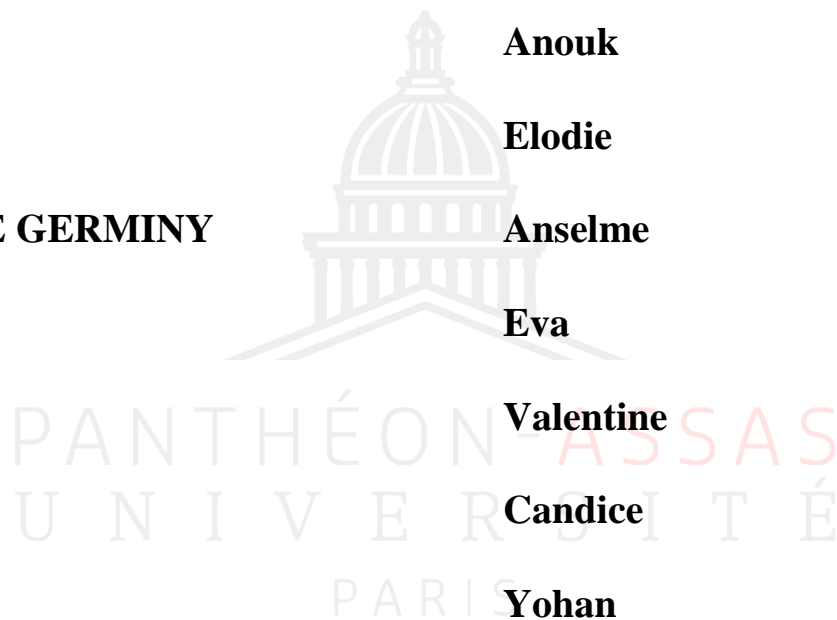 Anouk
Elodie
E GERMINY Anselme
Eva
Valentine
PANTHÉON-ASSAS
UNIVERSITÉ
Candice
PARIS
Yohan